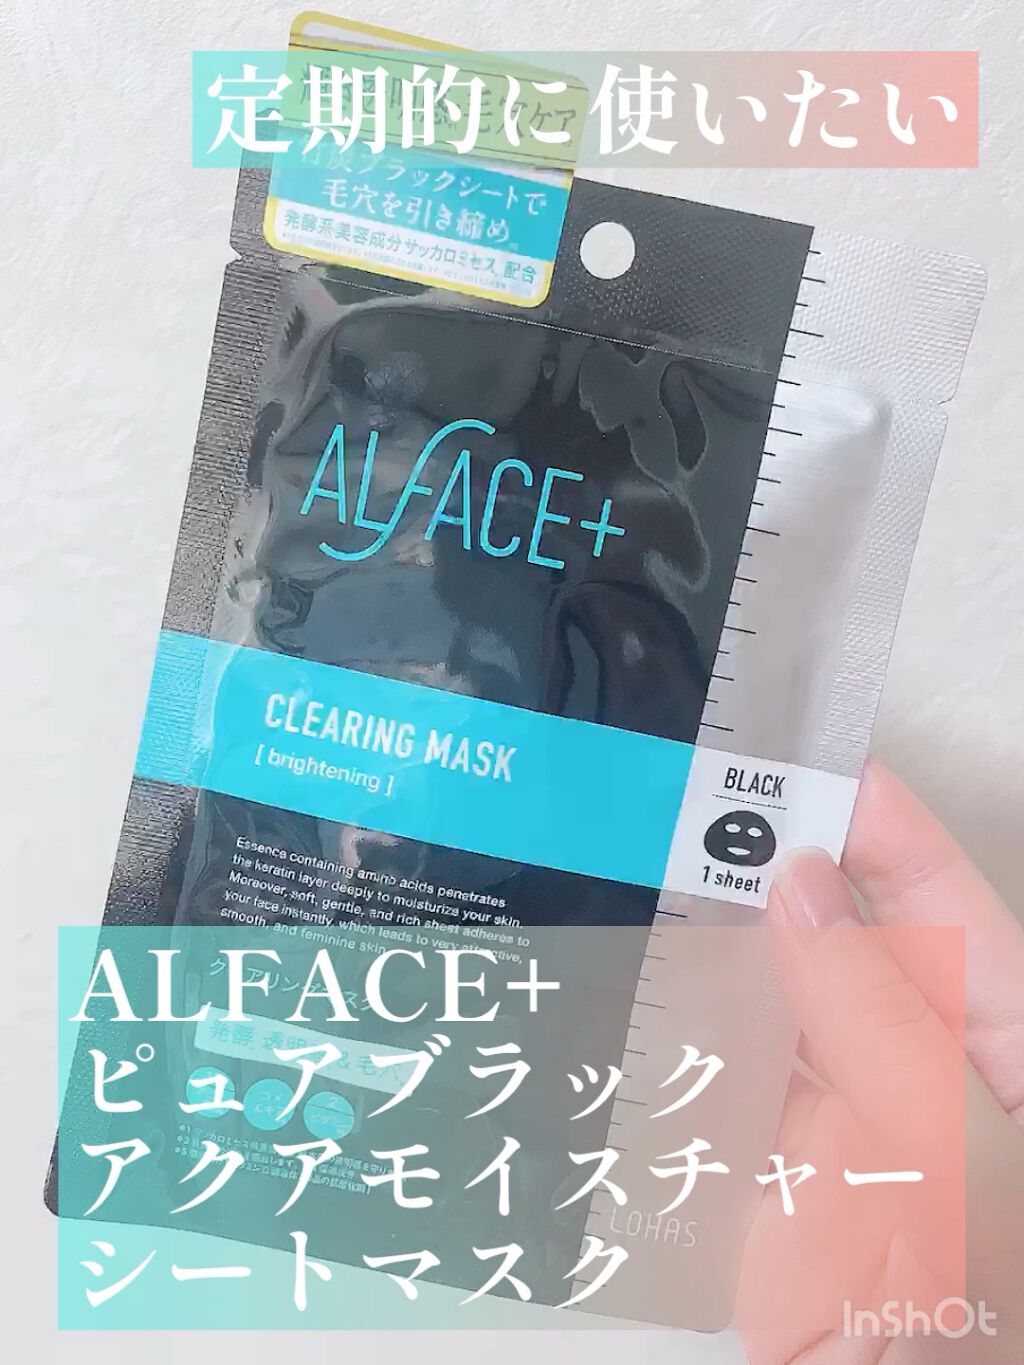 定期的に使いたい
毛穴ケア
ブラックシートで
毛穴を引き締め
発酵系美容成分サッカロミセス 配合
ALFACE+
CLEARING MASK
[ brightening ]
BLACK
1 sheet
Essence containing amino acids penetrates
the keratin layer deeply to moisturize your skin.
Moreover, soft, gentle, and rich sheet adheres to
your face instantly, which leads to very attractive,
smooth, and feminine skin.
ALFACE+
ピュアブラック
アクアモイスチャー
シートマスク
LOHAS
InShOt